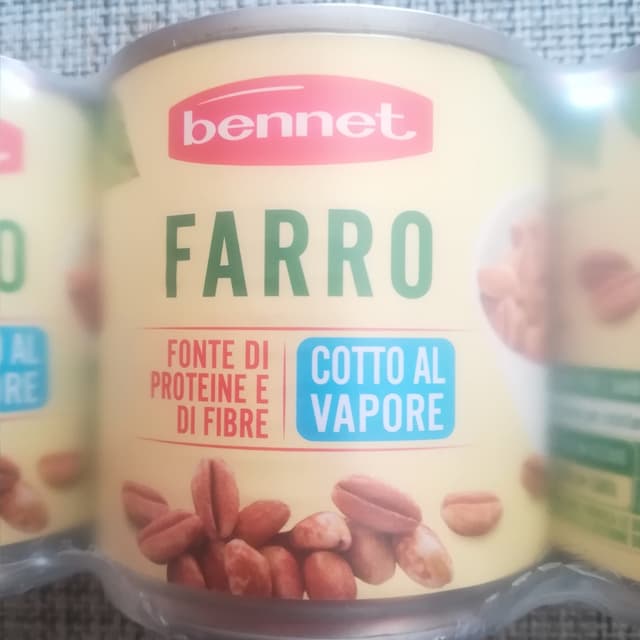 bennet
FARRO
FONTE DI
PROTEINE E
DI FIBRE
COTTO AL
VAPORE